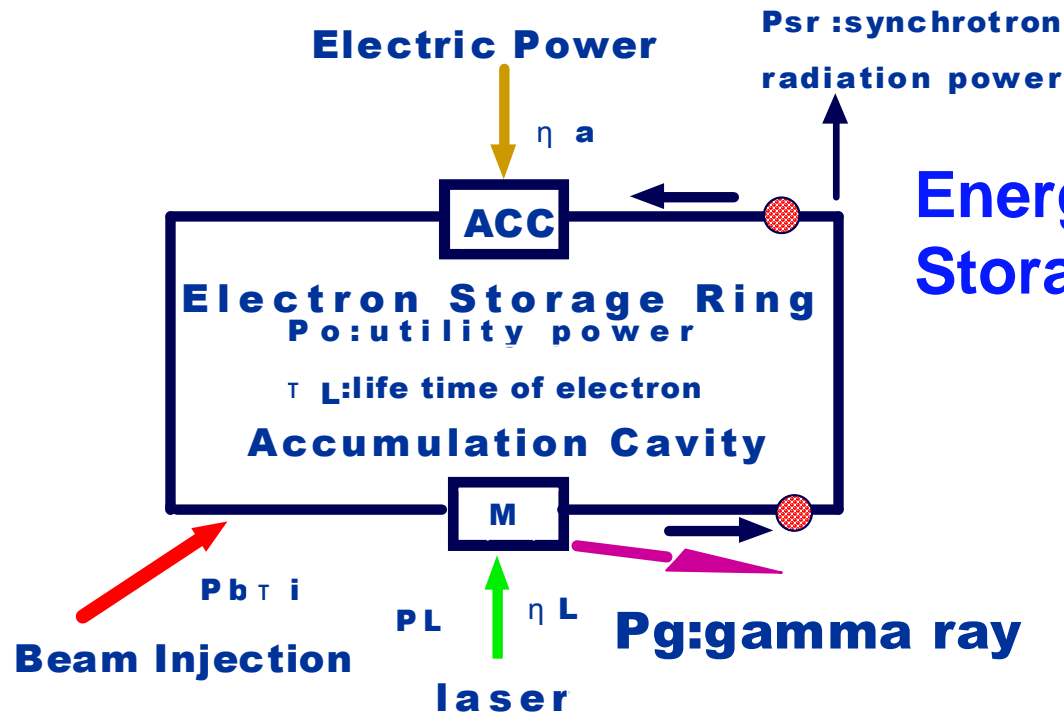 Psr :synchrotron
radiation power
Electric Power
η a
ACC
Electron Storage Ring
Po:utility power
τ L:life time of electron
Accumulation Cavity
M
Pb τ i
PL
η L
Pg:gamma ray
Beam Injection
laser